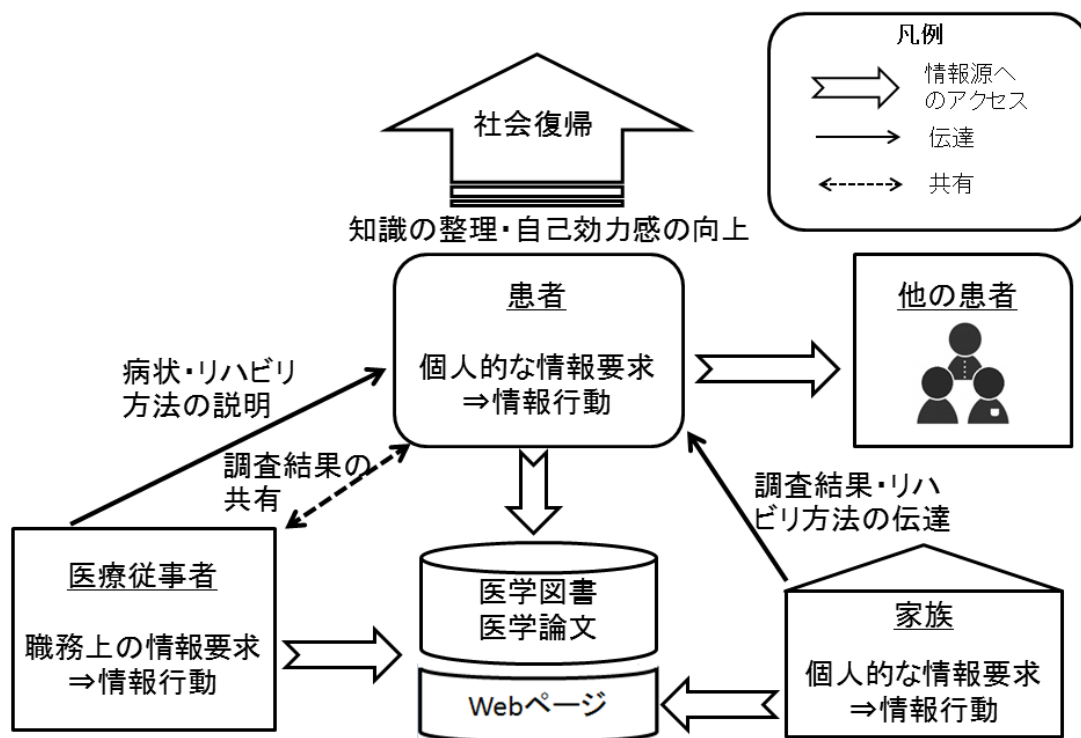 凡例
情報源へ
のアクセス
伝達
共有
社会復帰
知識の整理・自己効力感の向上
患者
個人的な情報要求
⇒情報行動
他の患者
病状・リハビリ
方法の説明
調査結果の
共有
調査結果・リハ
ビリ方法の伝達
医療従事者
職務上の情報要求
⇒情報行動
医学図書
医学論文
Webページ
家族
個人的な情報要求
⇒情報行動